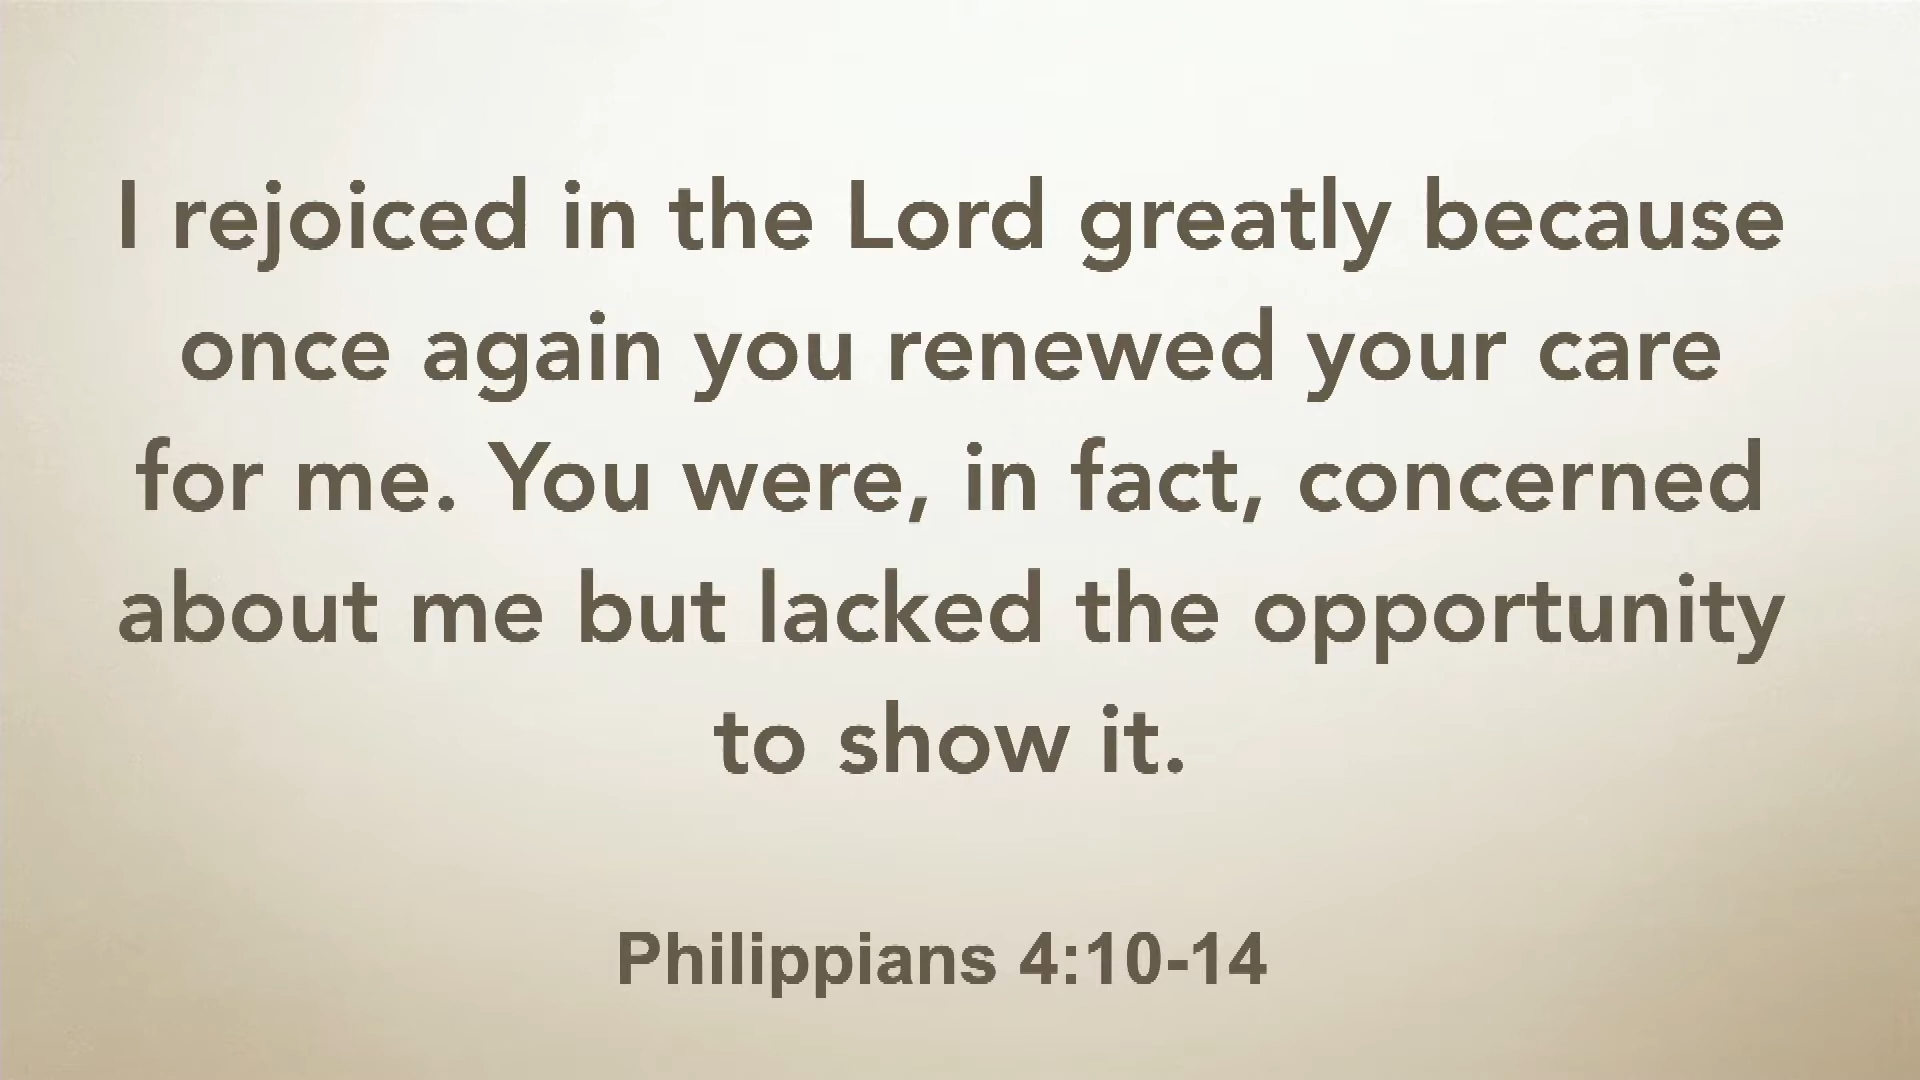 I rejoiced in the Lord greatly because
once again you renewed your care
for me. You were, in fact, concerned
about me but lacked the opportunity
to show it.
Philippians 4:10-14